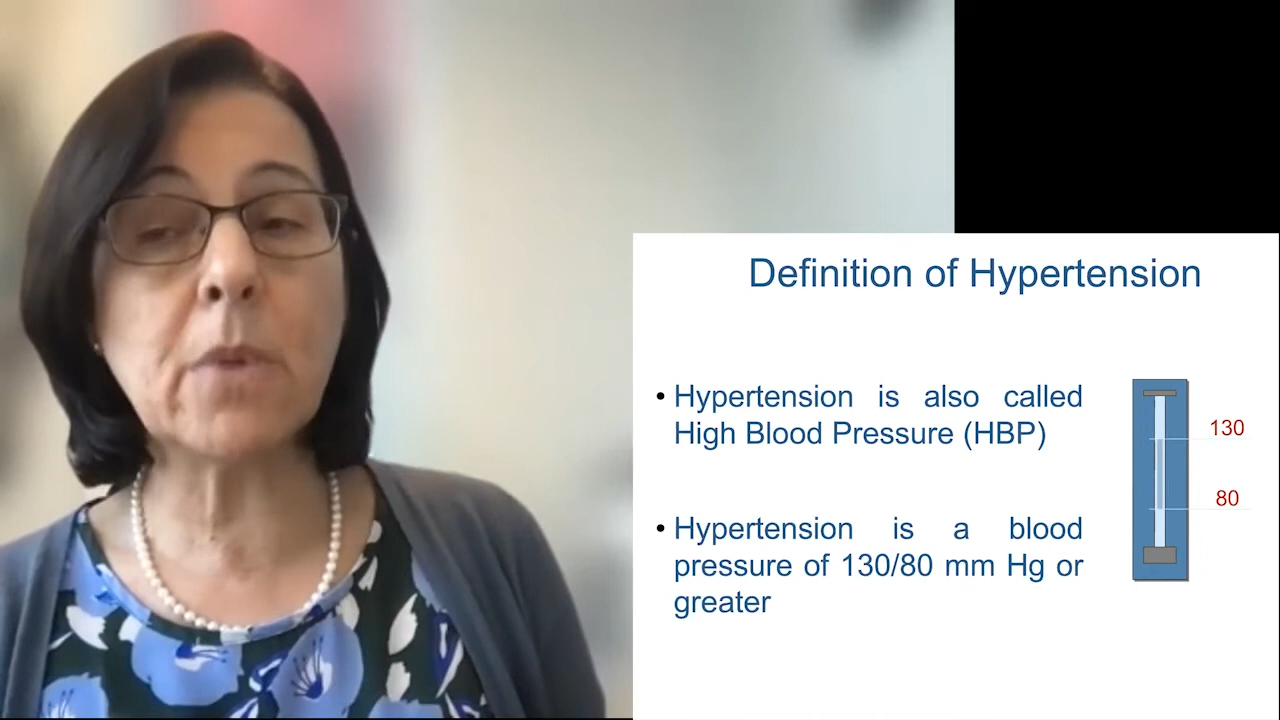 Definition of Hypertension
• Hypertension is also called
High Blood Pressure (HBP)
• Hypertension is a blood
pressure of 130/80 mm Hg or
greater
130
80